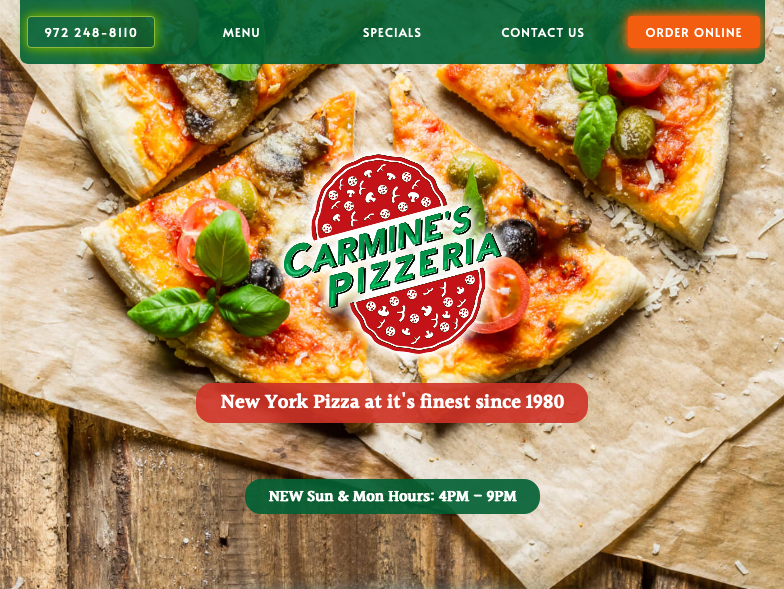 972 248-8110
MENU
SPECIALS
CONTACT US
ORDER ONLINE
CARMINE'S
PIZZERIA
New York Pizza at it's finest since 1980
NEW Sun & Mon Hours: 4PM – 9PM